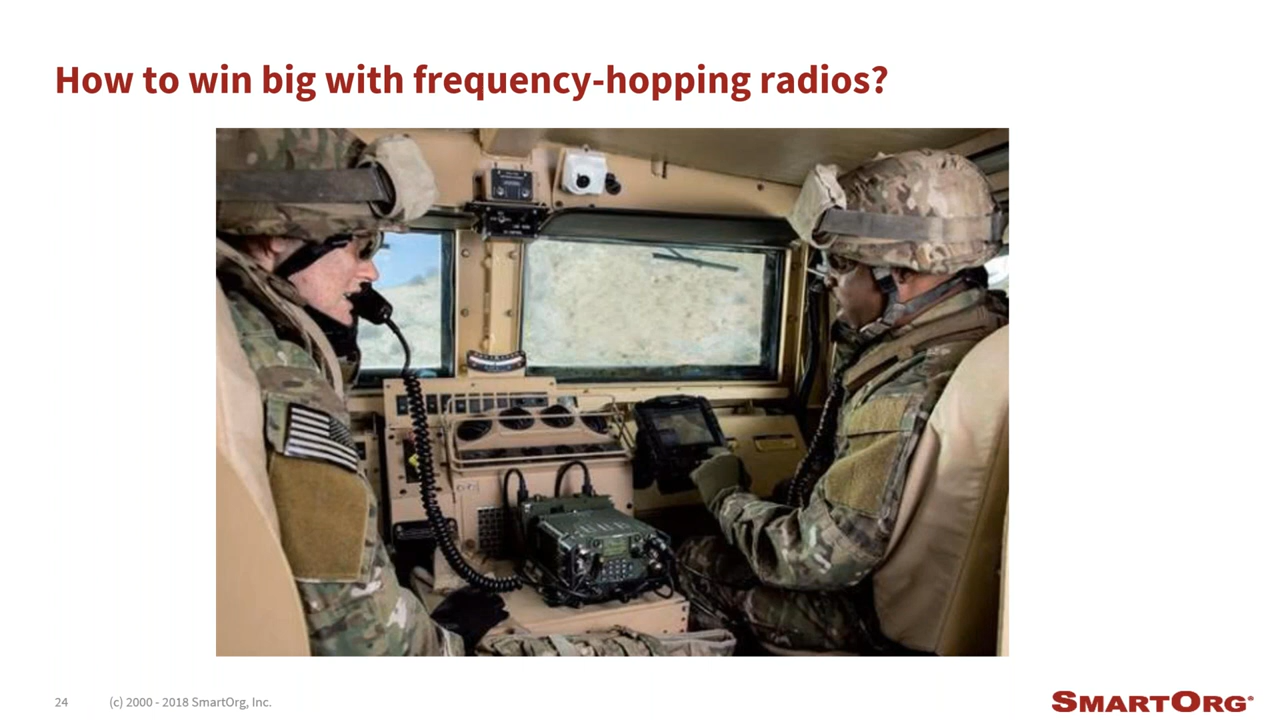 How to win big with frequency-hopping radios?
24 (c) 2000 - 2018 SmartOrg, Inc.
SMARTORG®